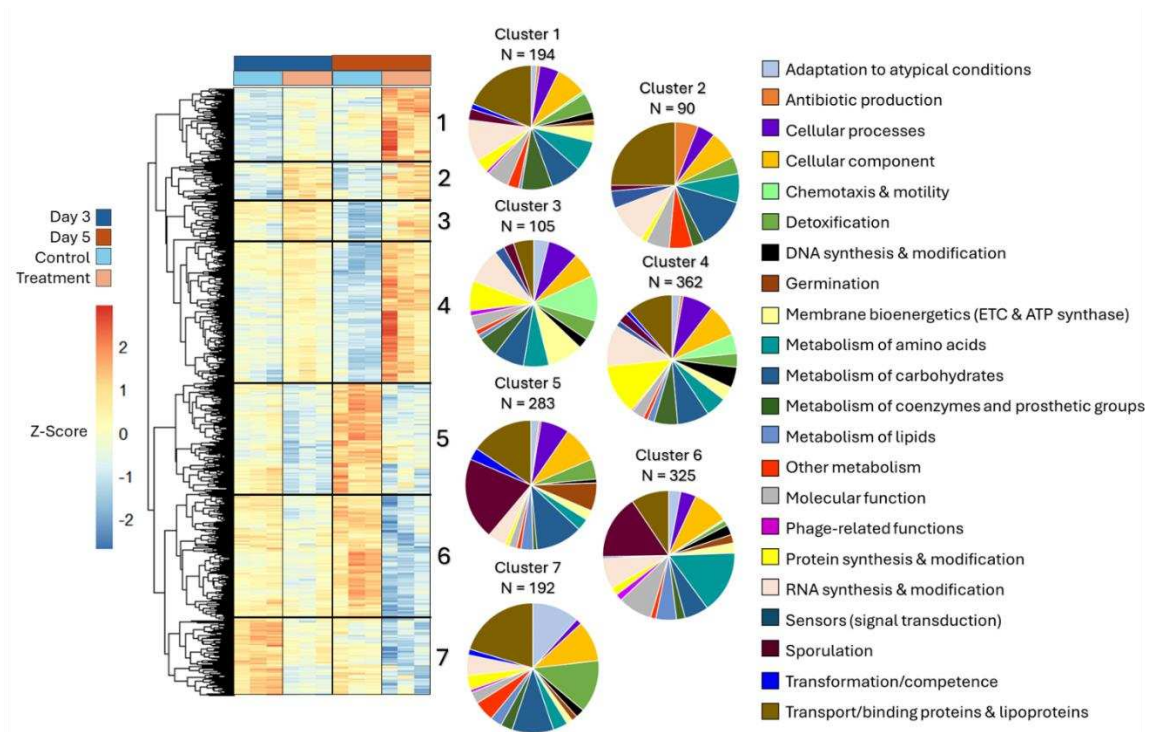 Day 3
Day 5
Control
Treatment
Z-Score
2
1
0
-1
-2
1
2
3
4
5
6
7
Cluster 1
N = 194
Cluster 2
N = 90
Cluster 3
N = 105
Cluster 4
N = 362
Cluster 5
N = 283
Cluster 6
N = 325
Cluster 7
N = 192
Adaptation to atypical conditions
Antibiotic production
Cellular processes
Cellular component
Chemotaxis & motility
Detoxification
DNA synthesis & modification
Germination
Membrane bioenergetics (ETC & ATP synthase)
Metabolism of amino acids
Metabolism of carbohydrates
Metabolism of coenzymes and prosthetic groups
Metabolism of lipids
Other metabolism
Molecular function
Phage-related functions
Protein synthesis & modification
RNA synthesis & modification
Sensors (signal transduction)
Sporulation
Transformation/competence
Transport/binding proteins & lipoproteins